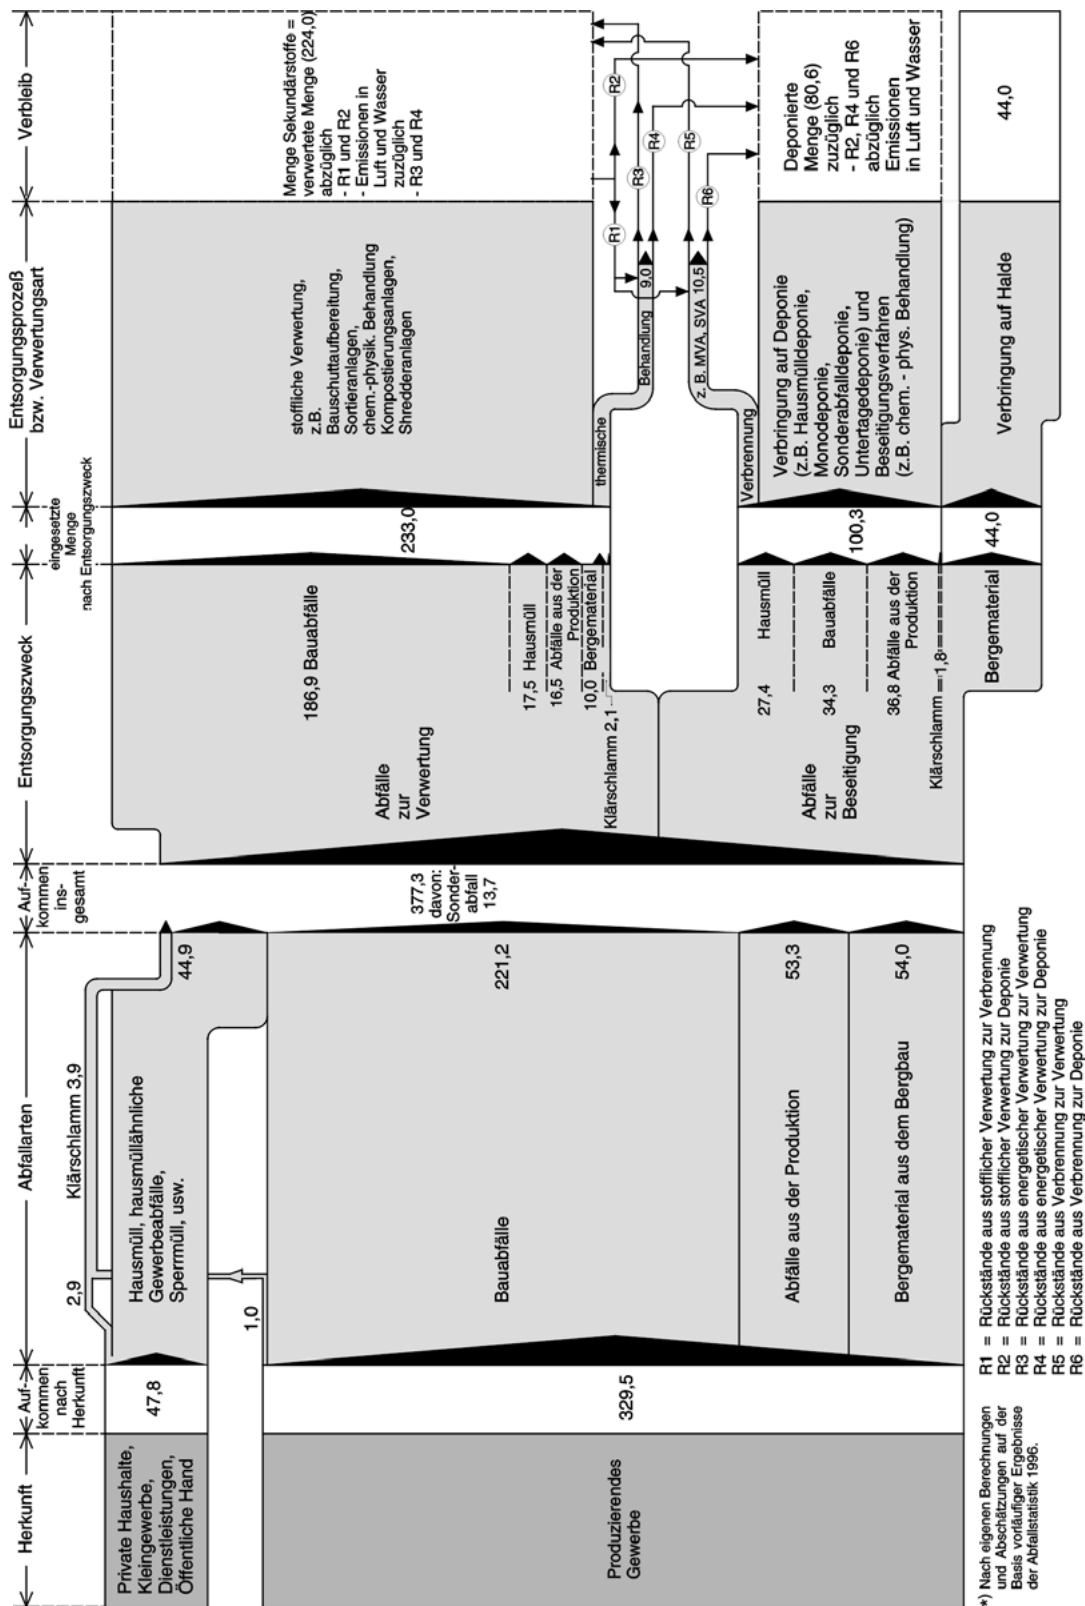 Herkunft
Auf-
kommen
nach
Herkunft
Abfallarten
Auf-
kommen
ins-
gesamt
Entsorgungszweck
eingesetzte
Menge
nach Entsorgungszweck
Entsorgungsprozeß
bzw. Verwertungsart
Verbleib
Private Haushalte,
Kleingewerbe,
Dienstleistungen,
Öffentliche Hand
Produzierendes
Gewerbe
47,8
329,5
2,9
Klärschlamm 3,9
1,0
Hausmüll, hausmüllähnliche
Gewerbeabfälle,
Sperrmüll, usw.
44,9
Bauabfälle
221,2
Abfälle aus der Produktion
53,3
Bergematerial aus dem Bergbau
54,0
377,3
davon:
Sonder-
abfall
13,7
Abfälle
zur
Verwertung
186,9 Bauabfälle
17,5 Hausmüll
16,5 Abfälle aus der
Produktion
10,0 Bergematerial
Klärschlamm 2,1
Abfälle
zur
Beseitigung
27,4
Hausmüll
34,3
Bauabfälle
36,8 Abfälle aus der
Produktion
Klärschlamm
1,8
Bergematerial
233,0
100,3
44,0
stoffliche Verwertung,
z.B.
Bauschuttaufbereitung,
Sortieranlagen,
chem.-physik. Behandlung
Kompostierungsanlagen,
Shredderanlagen
thermische
Behandlung
9,0
Verbrennung
z. B. MVA, SVA 10,5
Verbringung auf Deponie
(z.B. Hausmülldeponie,
Monodeponie,
Sonderabfalldeponie,
Untertagedeponie) und
Beseitigungsverfahren
(z.B. chem. - phys. Behandlung)
Verbringung auf Halde
Menge Sekundärstoffe =
verwertete Menge (224,0)
abzüglich
- R1 und R2
- Emissionen in
Luft und Wasser
zuzüglich
- R3 und R4
R1
R2
R3
R4
R5
R6
Deponierte
Menge (80,6)
zuzüglich
- R2, R4 und R6
abzüglich
Emissionen
in Luft und Wasser
44,0
*) Nach eigenen Berechnungen
und Abschätzungen auf der
Basis vorläufiger Ergebnisse
der Abfallstatistik 1996.
R1 = Rückstände aus stofflicher Verwertung zur Verbrennung
R2 = Rückstände aus stofflicher Verwertung zur Deponie
R3 = Rückstände aus energetischer Verwertung zur Verwertung
R4 = Rückstände aus energetischer Verwertung zur Deponie
R5 = Rückstände aus Verbrennung zur Verwertung
R6 = Rückstände aus Verbrennung zur Deponie